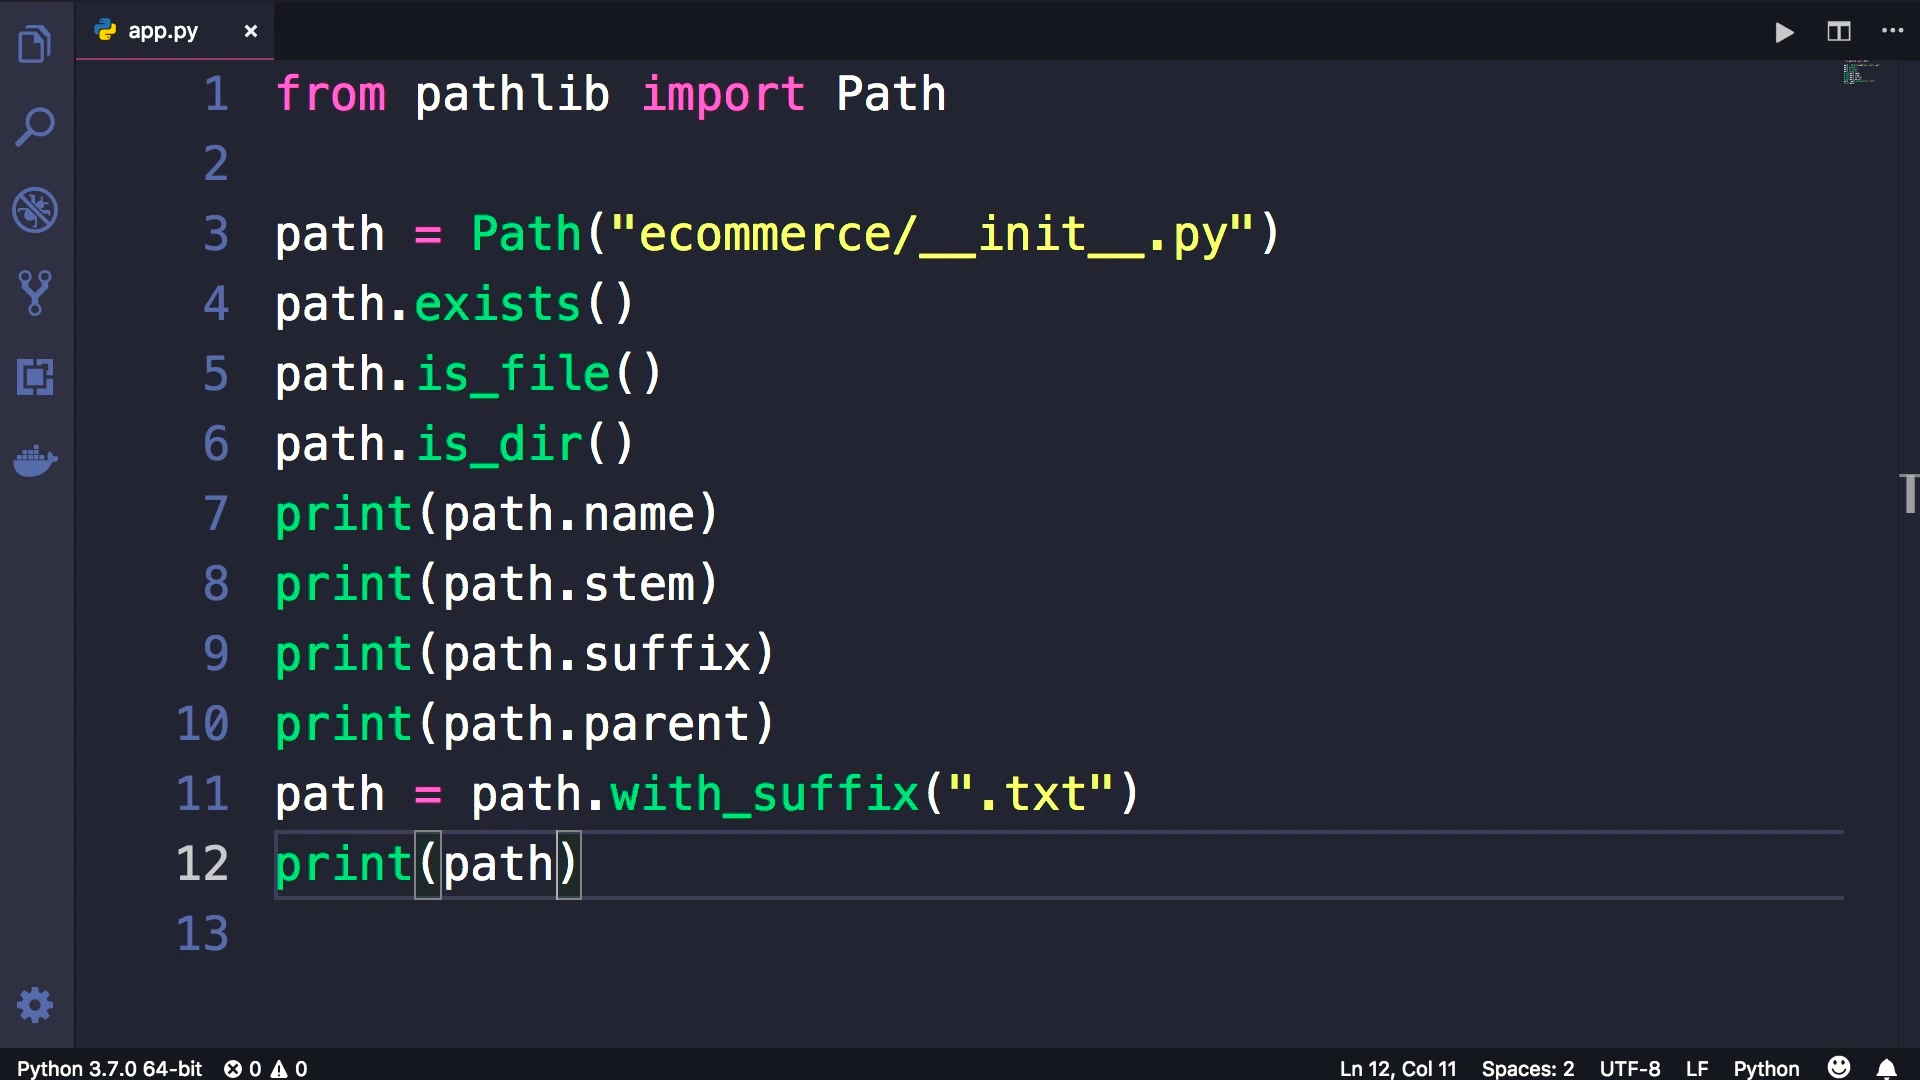 app.py ×
1 from pathlib import Path
2
3 path = Path("ecommerce/__init__.py")
4 path.exists()
5 path.is_file()
6 path.is_dir()
7 print(path.name)
8 print(path.stem)
9 print(path.suffix)
10 print(path.parent)
11 path = path.with_suffix(".txt")
12 print(path)
13
T
Python 3.7.0 64-bit 0 0 Ln 12, Col 11 Spaces: 2 UTF-8 LF Python